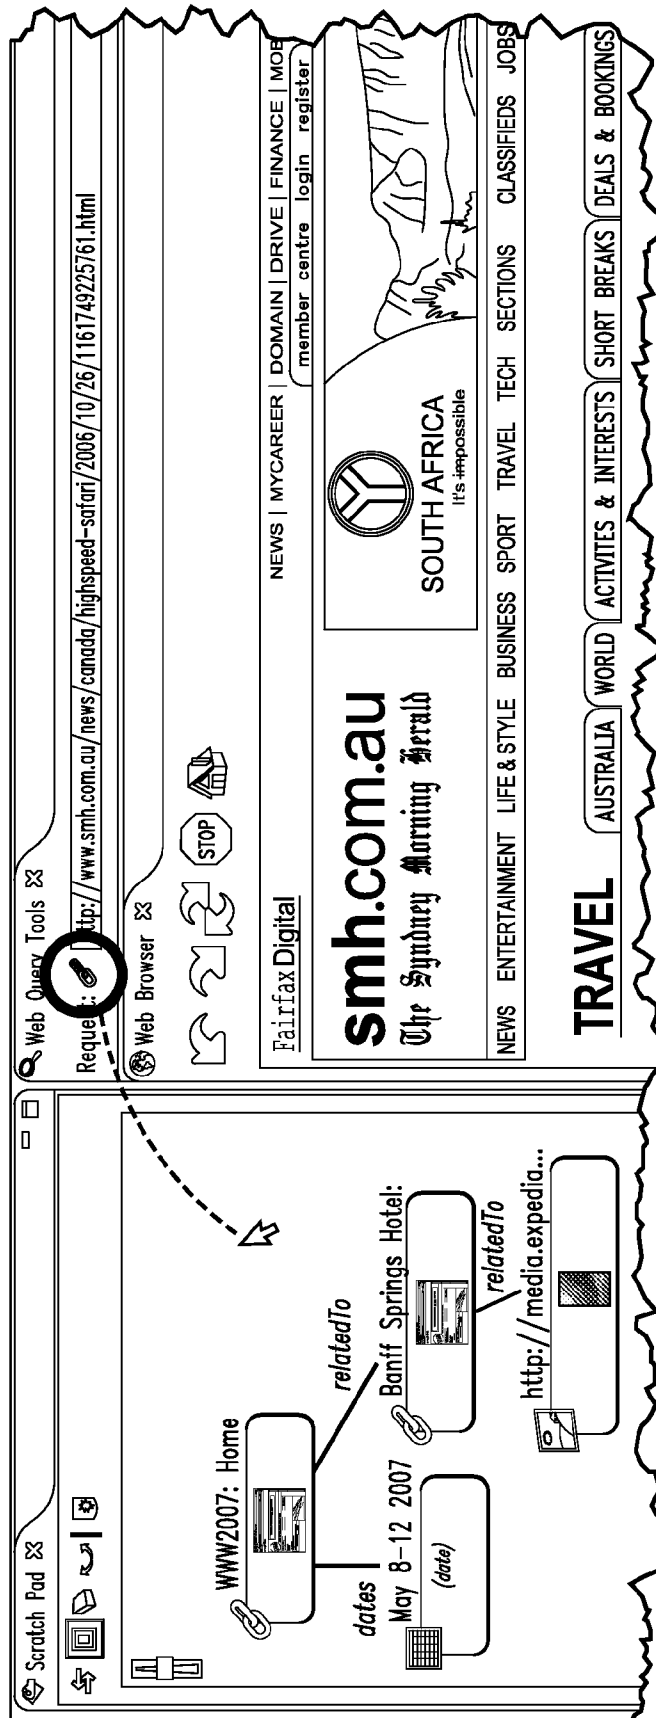 Scratch Pad
WWW2007: Home
dates
relatedTo
May 8-12 2007
(date)
Banff Springs Hotel:
relatedTo
http://media.expedia...
Web Query Tools
Request: http://www.smh.com.au/news/canada/highspeed-safari/2006/10/26/1161749225761.html
Web Browser
STOP
Fairfax Digital
NEWS | MYCAREER | DOMAIN | DRIVE | FINANCE | MOB
member centre login register
smh.com.au
The Syndney Morning Herald
SOUTH AFRICA
It's impossible
NEWS ENTERTAINMENT LIFE & STYLE BUSINESS SPORT TRAVEL TECH SECTIONS CLASSIFIEDS JOBS
TRAVEL
AUSTRALIA WORLD ACTIVITES & INTERESTS SHORT BREAKS DEALS & BOOKINGS